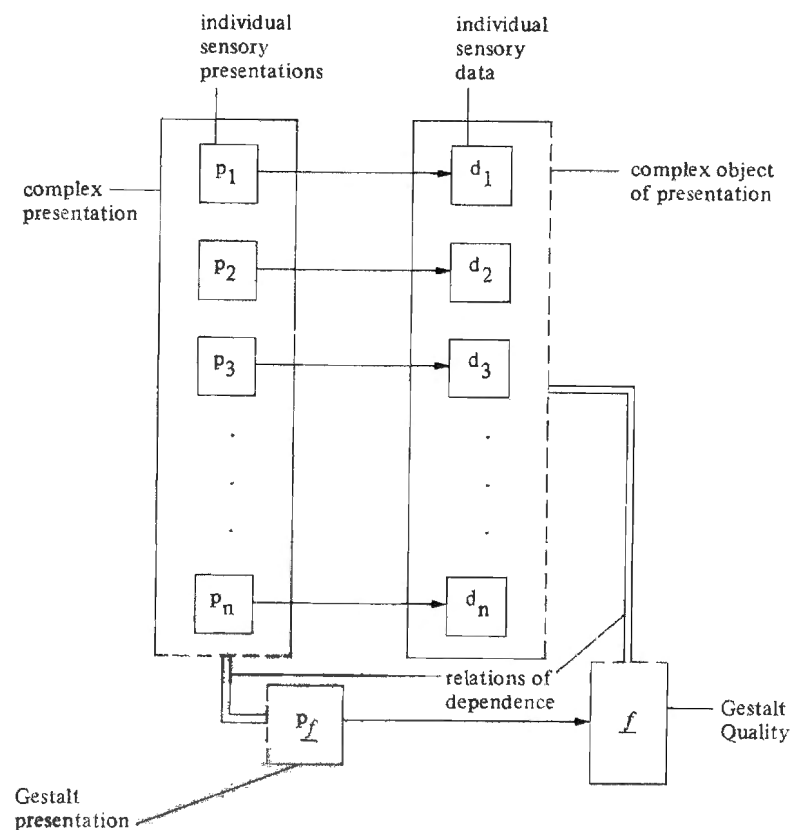 individual
sensory
presentations
individual
sensory
data
p1
d1
complex
presentation
complex object
of presentation
p2
d2
p3
d3
pn
dn
relations of
dependence
pf
f
Gestalt
Quality
Gestalt
presentation